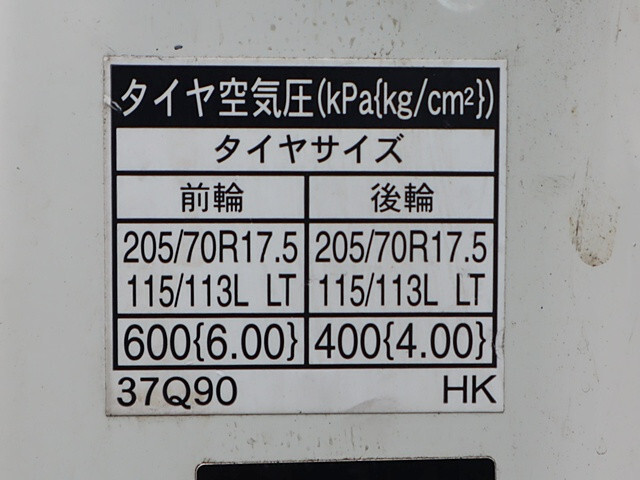 タイヤ空気圧(kPa{kg/cm²})
タイヤサイズ
前輪 後輪
205/70R17.5 205/70R17.5
115/113L LT 115/113L LT
600{6.00} 400{4.00}
37Q90 HK